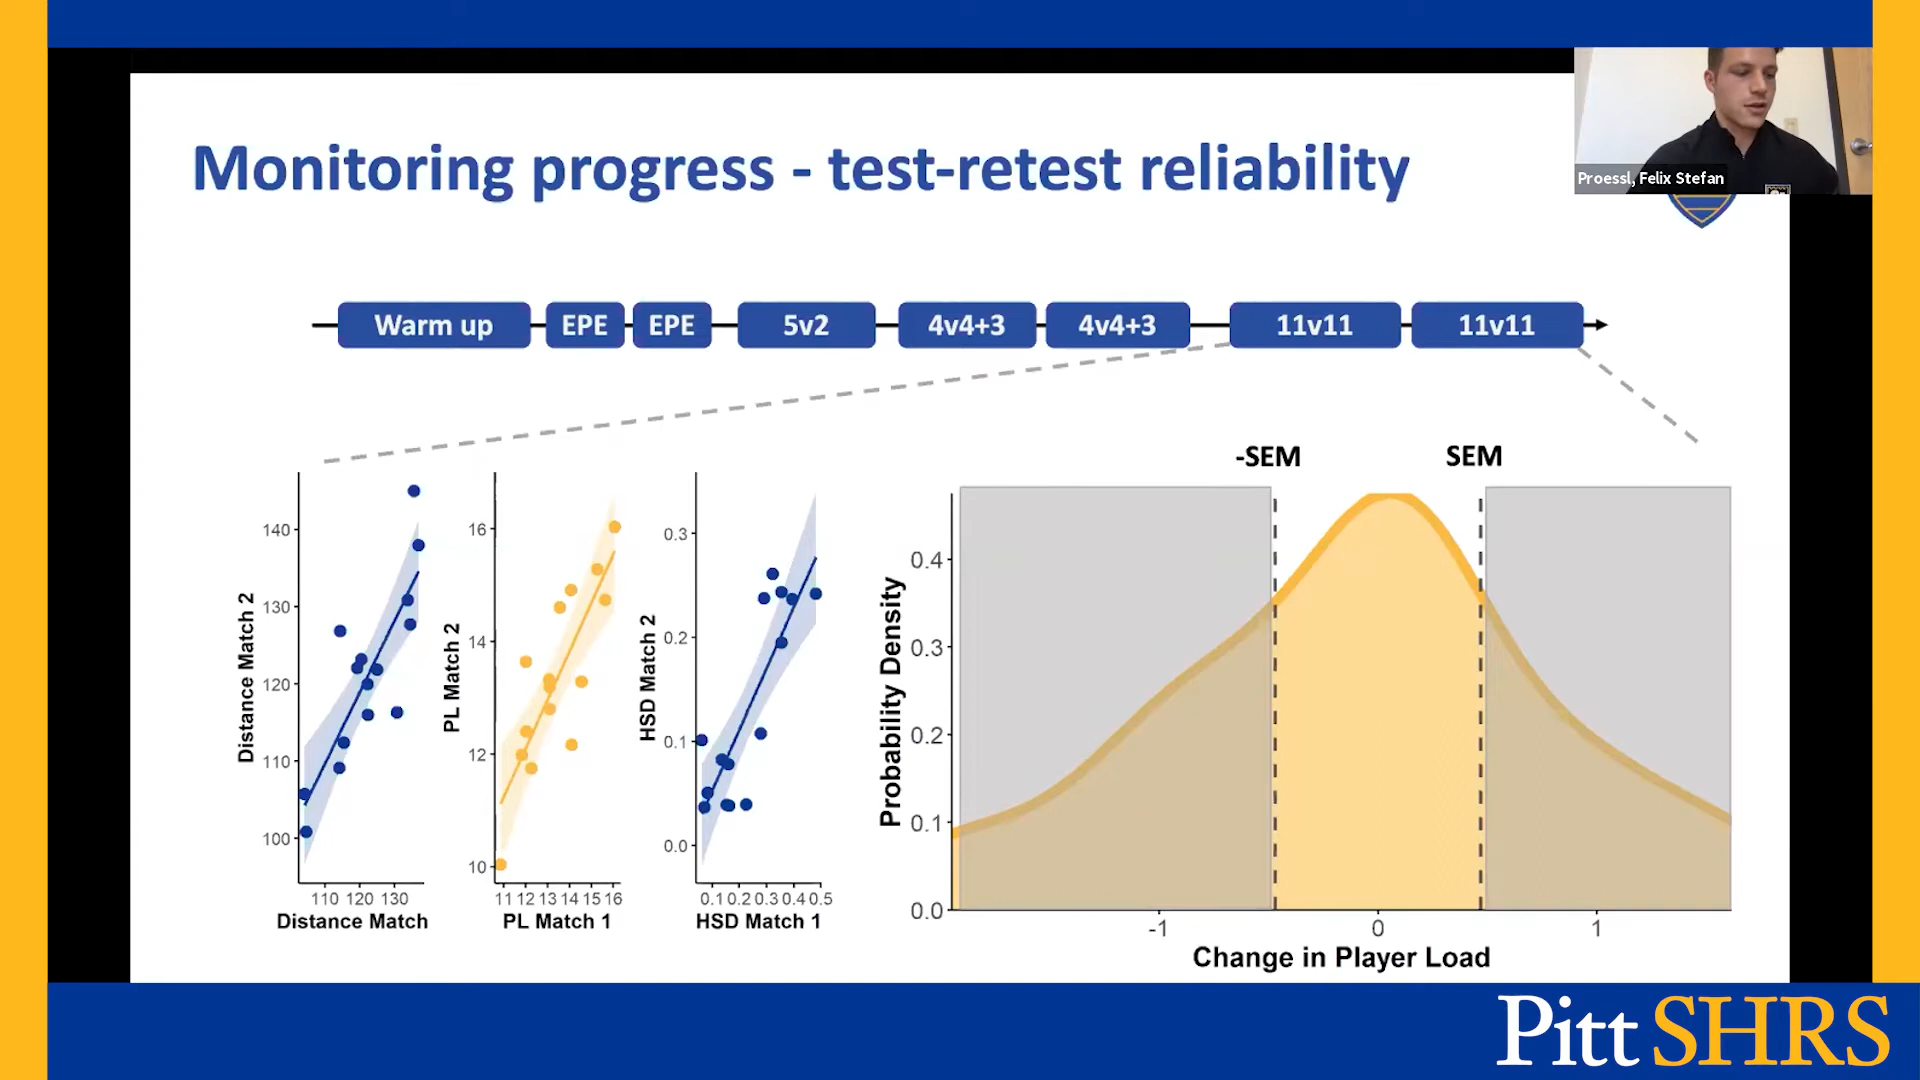 Proessl, Felix Stefan
Monitoring progress - test-retest reliability
Warm up EPE EPE 5v2 4v4+3 4v4+3 11v11 11v11
-SEM SEM
Distance Match 2
140
130
120
110
100
110 120 130
Distance Match
PL Match 2
16
14
12
10
11 12 13 14 15 16
PL Match 1
HSD Match 2
0.3
0.2
0.1
0.0
0.1 0.2 0.3 0.4 0.5
HSD Match 1
Probability Density
0.4
0.3
0.2
0.1
0.0
-1 0 1
Change in Player Load
Pitt SHRS